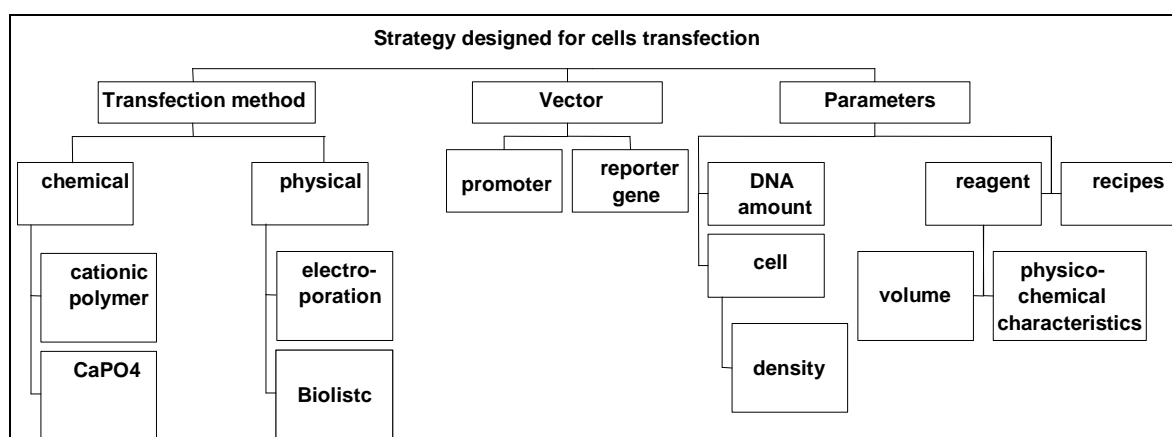 Strategy designed for cells transfection
Transfection method
Vector
Parameters
chemical
physical
promoter
reporter
gene
DNA
amount
reagent
recipes
cationic
polymer
electro-
poration
cell
volume
physico-
chemical
characteristics
CaPO4
Biolistc
density